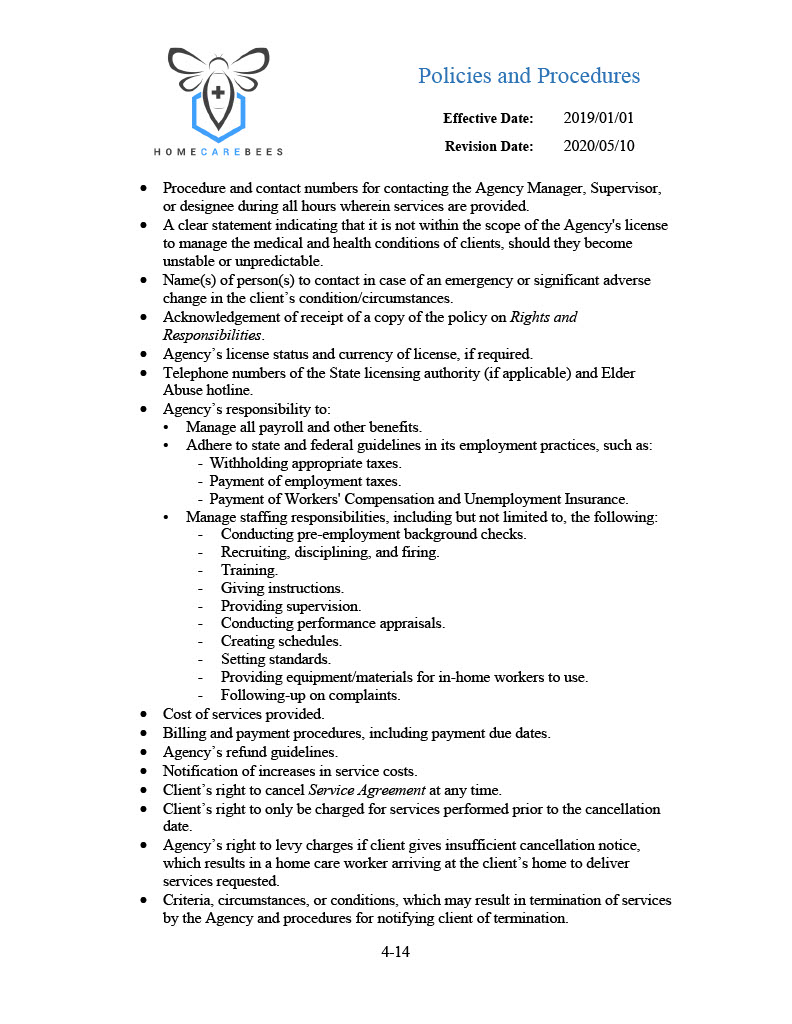 Policies and Procedures
Effective Date: 2019/01/01
Revision Date: 2020/05/10
HOMECAREBEES
• Procedure and contact numbers for contacting the Agency Manager, Supervisor,
or designee during all hours wherein services are provided.
• A clear statement indicating that it is not within the scope of the Agency's license
to manage the medical and health conditions of clients, should they become
unstable or unpredictable.
• Name(s) of person(s) to contact in case of an emergency or significant adverse
change in the client’s condition/circumstances.
• Acknowledgement of receipt of a copy of the policy on Rights and
Responsibilities.
• Agency’s license status and currency of license, if required.
• Telephone numbers of the State licensing authority (if applicable) and Elder
Abuse hotline.
• Agency’s responsibility to:
• Manage all payroll and other benefits.
• Adhere to state and federal guidelines in its employment practices, such as:
- Withholding appropriate taxes.
- Payment of employment taxes.
- Payment of Workers' Compensation and Unemployment Insurance.
• Manage staffing responsibilities, including but not limited to, the following:
- Conducting pre-employment background checks.
- Recruiting, disciplining, and firing.
- Training.
- Giving instructions.
- Providing supervision.
- Conducting performance appraisals.
- Creating schedules.
- Setting standards.
- Providing equipment/materials for in-home workers to use.
- Following-up on complaints.
• Cost of services provided.
• Billing and payment procedures, including payment due dates.
• Agency’s refund guidelines.
• Notification of increases in service costs.
• Client’s right to cancel Service Agreement at any time.
• Client’s right to only be charged for services performed prior to the cancellation
date.
• Agency’s right to levy charges if client gives insufficient cancellation notice,
which results in a home care worker arriving at the client’s home to deliver
services requested.
• Criteria, circumstances, or conditions, which may result in termination of services
by the Agency and procedures for notifying client of termination.
4-14